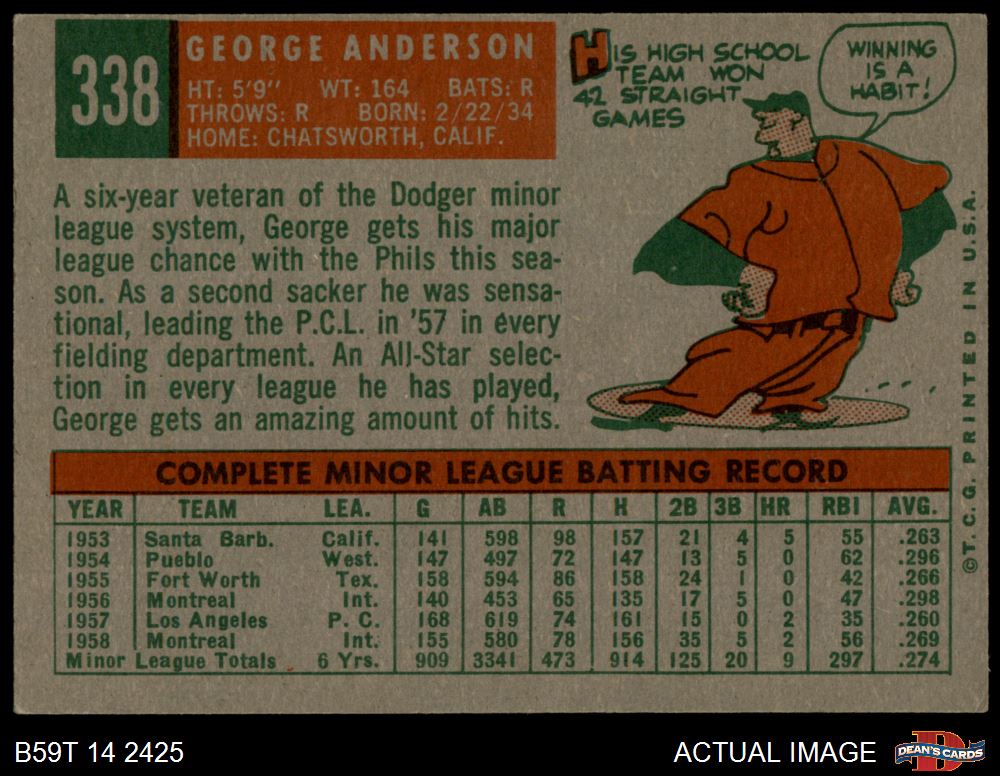 338
GEORGE ANDERSON
HT: 5'9" WT: 164 BATS: R
THROWS: R BORN: 2/22/34
HOME: CHATSWORTH, CALIF.
HIS HIGH SCHOOL
TEAM WON
42 STRAIGHT
GAMES
WINNING
IS A
HABIT!
A six-year veteran of the Dodger minor
league system, George gets his major
league chance with the Phils this sea-
son. As a second sacker he was sensa-
tional, leading the P.C.L. in '57 in every
fielding department. An All-Star selec-
tion in every league he has played,
George gets an amazing amount of hits.
COMPLETE MINOR LEAGUE BATTING RECORD
YEAR TEAM LEA. G AB R H 2B 3B HR RBI AVG.
1953 Santa Barb. Calif. 141 598 98 157 21 4 5 55 .263
1954 Pueblo West. 147 497 72 147 13 5 0 62 .296
1955 Fort Worth Tex. 158 594 86 158 24 1 0 42 .266
1956 Montreal Int. 140 453 65 135 17 5 0 47 .298
1957 Los Angeles P. C. 168 619 74 161 15 0 2 35 .260
1958 Montreal Int. 155 580 78 156 35 5 2 56 .269
Minor League Totals 6 Yrs. 909 3341 473 914 125 20 9 297 .274
©T. C. G. PRINTED IN U.S.A.
B59T 14 2425
ACTUAL IMAGE
D
DEAN'S CARDS